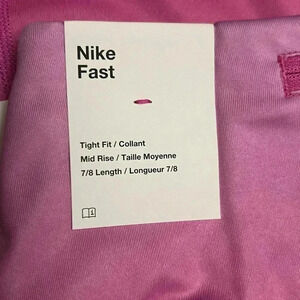 Nike
Fast
Tight Fit / Collant
Mid Rise / Taille Moyenne
7/8 Length / Longueur 7/8